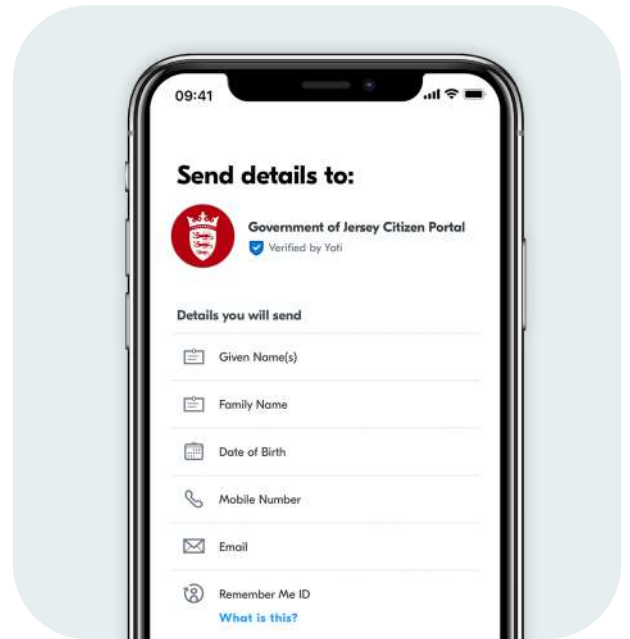 09:41
Send details to:
Government of Jersey Citizen Portal
Verified by Yoti
Details you will send
Given Name(s)
Family Name
Date of Birth
Mobile Number
Email
Remember Me ID
What is this?